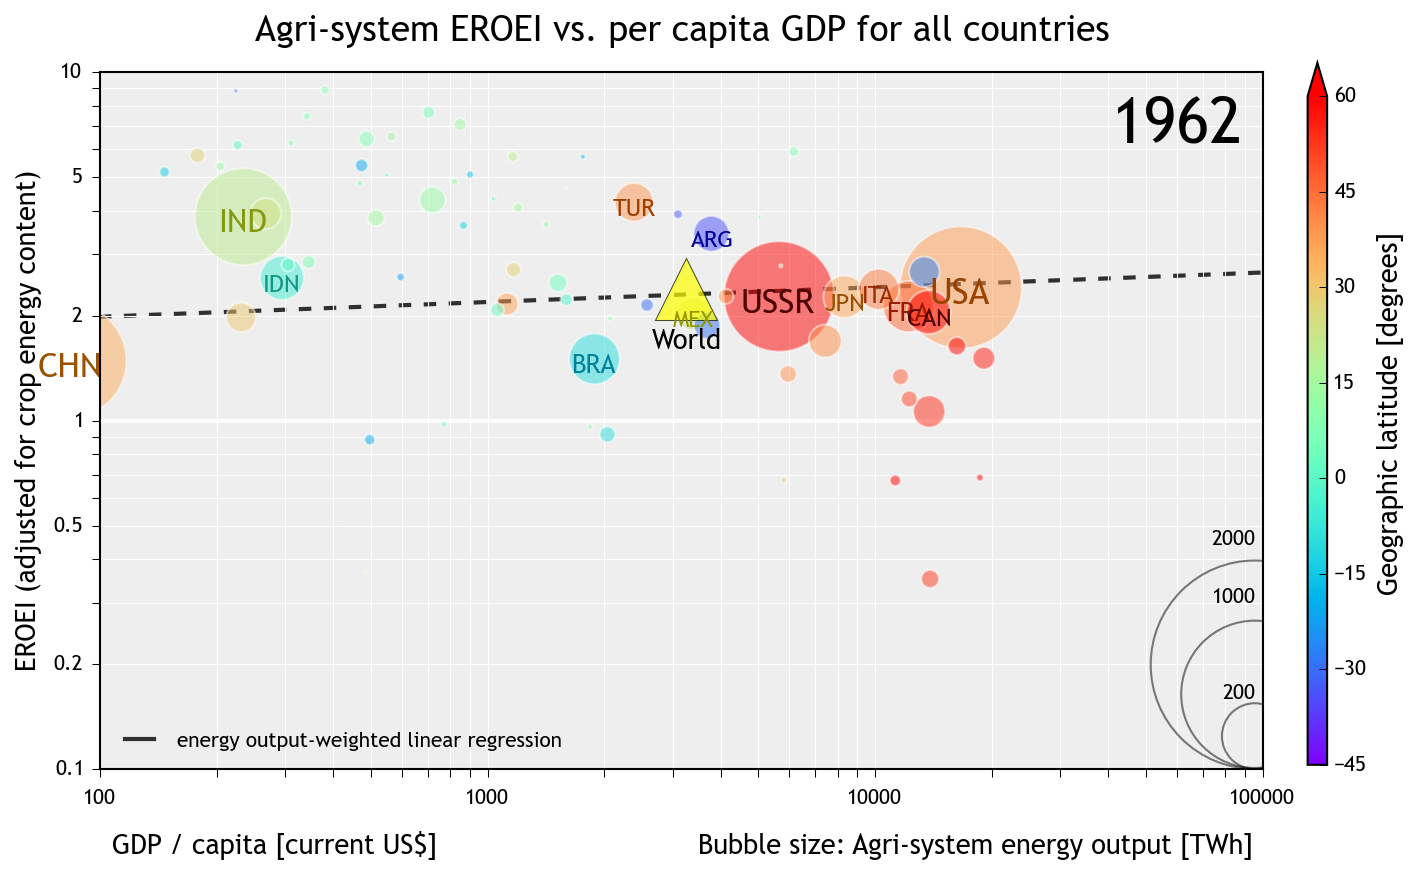 Agri-system EROEI vs. per capita GDP for all countries
1962
EROEI (adjusted for crop energy content)
10
5
2
1
0.5
0.2
0.1
IND
IDN
CHN
BRA
TUR
ARG
MEX
World
USSR
JPN
ITA
FRA
CAN
USA
2000
1000
200
energy output-weighted linear regression
100
1000
10000
100000
GDP / capita [current US$]
Bubble size: Agri-system energy output [TWh]
60
45
30
15
0
−15
−30
−45
Geographic latitude [degrees]